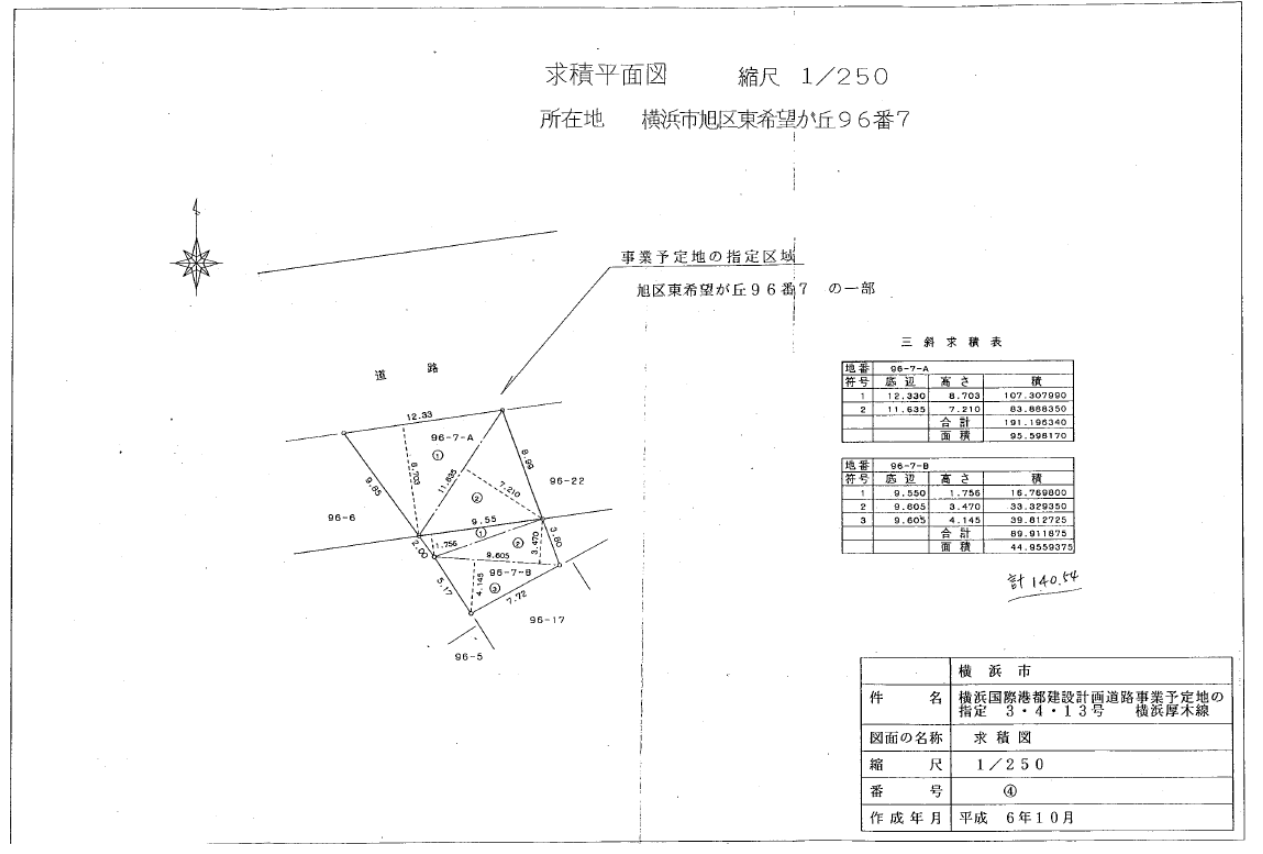 求積平面図　縮尺 1/250
所在地　横浜市旭区東希望が丘96番7
事業予定地の指定区域
旭区東希望が丘96番7 の一部
道路
12.33
96-7-A
①
8.703
9.85
11.635
8.99
7.210
②
96-22
96-6
9.55
①
1.756
2.00
②
3.470
3.80
9.605
96-7-B
4.145
③
5.17
7.72
96-17
96-5
三斜求積表
地番 96-7-A
符号 底辺 高さ 積
1 12.330 8.703 107.307990
2 11.635 7.210 83.888350
合計 191.196340
面積 95.598170
地番 96-7-B
符号 底辺 高さ 積
1 9.550 1.756 16.769800
2 9.605 3.470 33.329350
3 9.605 4.145 39.812725
合計 89.911875
面積 44.9559375
計 140.54
横浜市
件名 横浜国際港都建設計画道路事業予定地の
指定 3・4・13号 横浜厚木線
図面の名称 求積図
縮尺 1/250
番号 ④
作成年月 平成 6年10月